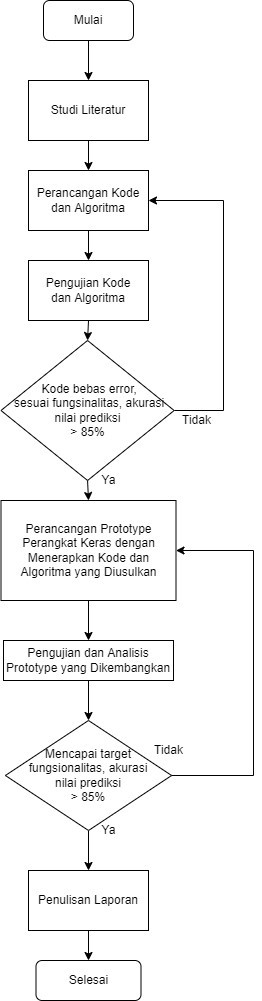 Mulai
Studi Literatur
Perancangan Kode
dan Algoritma
Pengujian Kode
dan Algoritma
Kode bebas error,
sesuai fungsinalitas, akurasi
nilai prediksi
> 85%
Tidak
Ya
Perancangan Prototype
Perangkat Keras dengan
Menerapkan Kode dan
Algoritma yang Diusulkan
Pengujian dan Analisis
Prototype yang Dikembangkan
Mencapai target
fungsionalitas, akurasi
nilai prediksi
> 85%
Tidak
Ya
Penulisan Laporan
Selesai